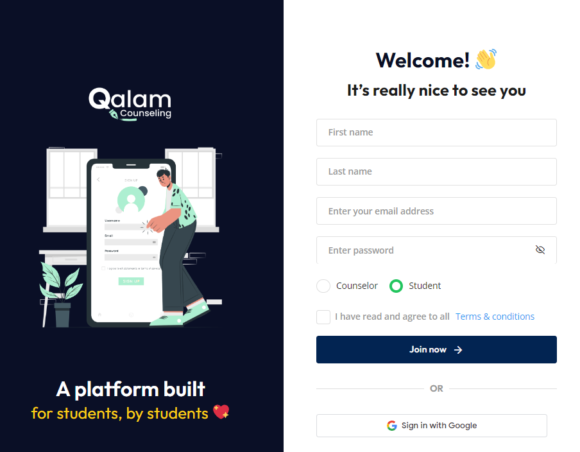 Qalam
Counseling
A platform built
for students, by students
Welcome!
It's really nice to see you
First name
Last name
Enter your email address
Enter password
Counselor
Student
I have read and agree to all Terms & conditions
Join now
OR
Sign in with Google